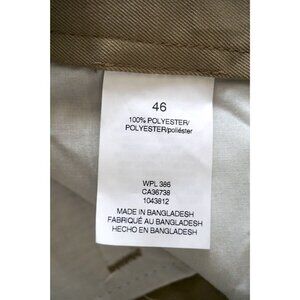 46
100% POLYESTER/
POLYESTER/poliéster
WPL 386
CA36738
1043812
MADE IN BANGLADESH
FABRIQUÉ AU BANGLADESH
HECHO EN BANGLADESH